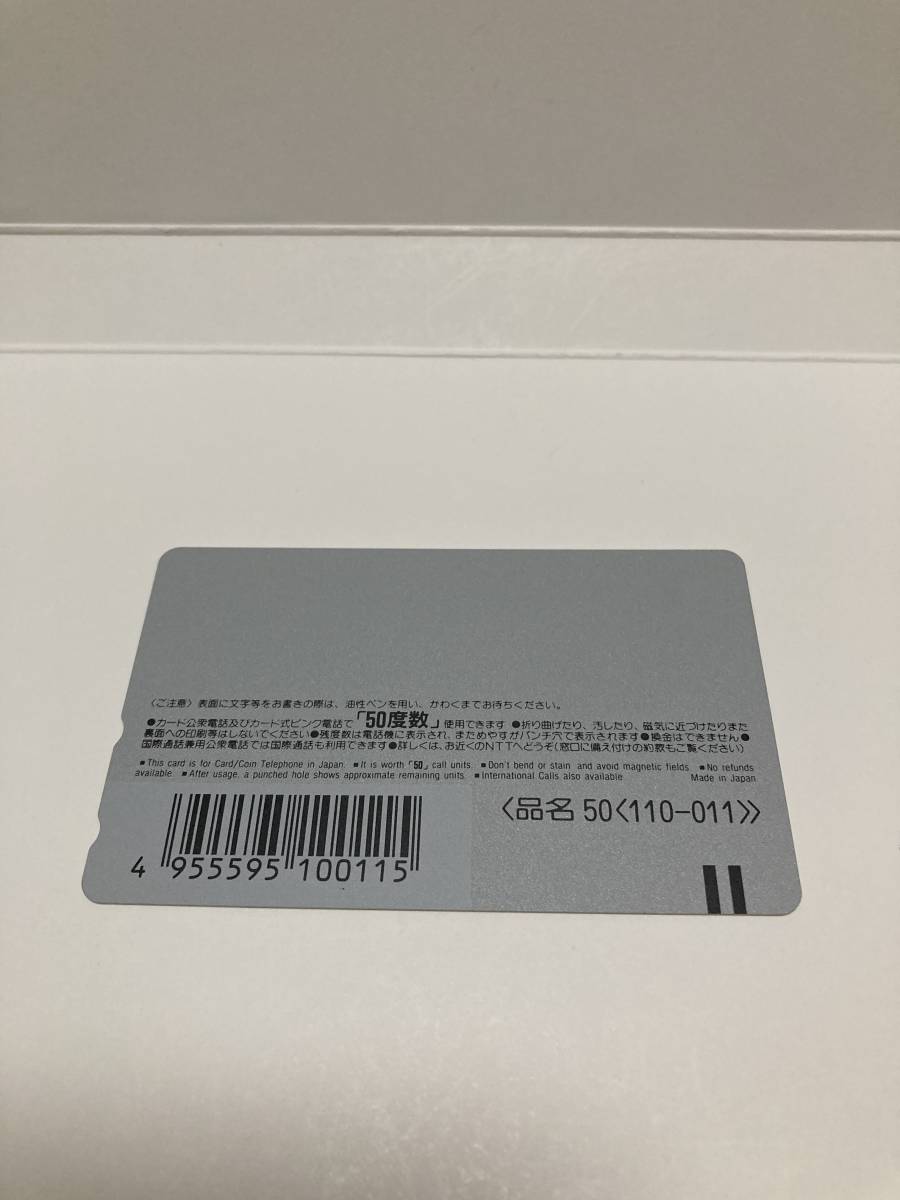 〈ご注意〉表面に文字等をお書きの際は、油性ペンを用い、かわくまでお待ちください。
●カード公衆電話及びカード式ピンク電話で「50度数」使用できます ●折り曲げたり、汚したり、磁気に近づけたりまた
裏面への印刷等はしないでください●残度数は電話機に表示され、まためやすがパンチ穴で表示されます●換金はできません●
国際通話兼用公衆電話では国際通話も利用できます●詳しくは、お近くのNTTへどうぞ(窓口に備え付けの約款もご覧ください)
■This card is for Card/Coin Telephone in Japan. ■It is worth「50」call units. ■Don't bend or stain and avoid magnetic fields. ■No refunds
available. ■After usage, a punched hole shows approximate remaining units. ■International Calls also available. Made in Japan
〈品名 50〈110-011〉〉
4 955595 100115